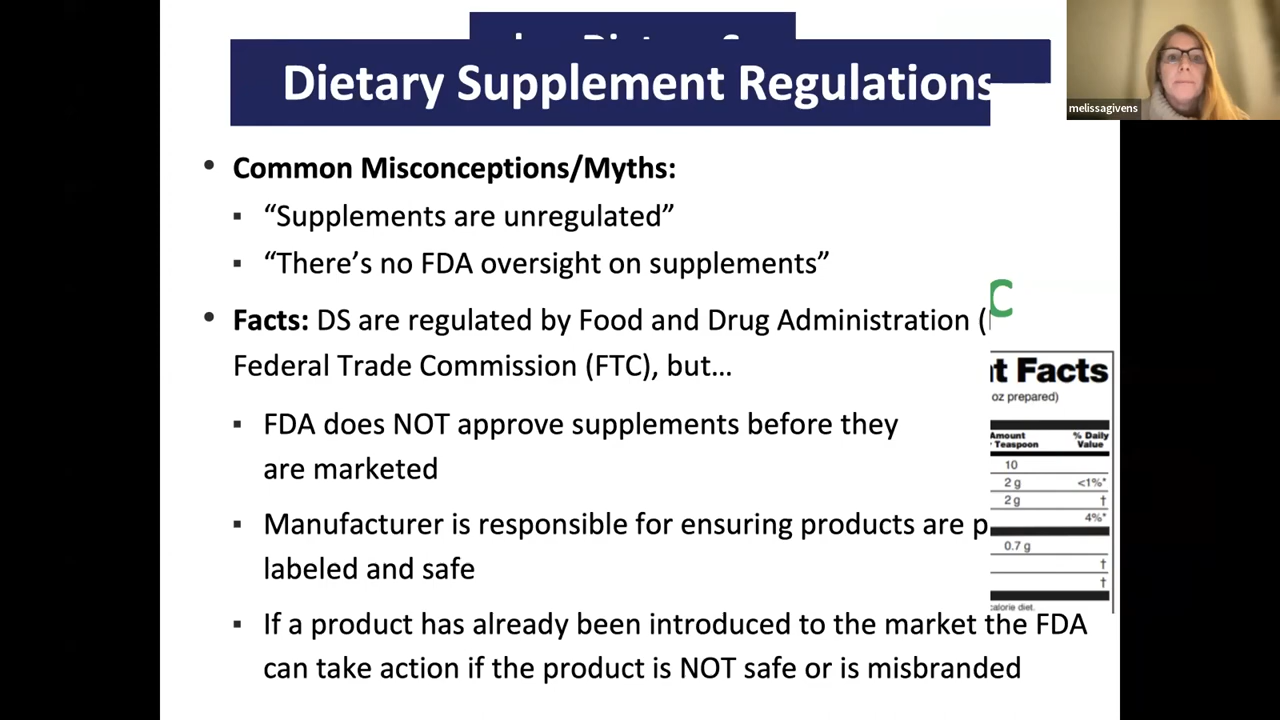 Dietary Supplement Regulations
melissagivens
• Common Misconceptions/Myths:
▪ “Supplements are unregulated”
▪ “There’s no FDA oversight on supplements”
• Facts: DS are regulated by Food and Drug Administration (
Federal Trade Commission (FTC), but…
▪ FDA does NOT approve supplements before they
are marketed
▪ Manufacturer is responsible for ensuring products are p
labeled and safe
▪ If a product has already been introduced to the market the FDA
can take action if the product is NOT safe or is misbranded
C
t Facts
oz prepared)
Amount % Daily
Teaspoon Value
10
2 g <1%*
2 g †
4%*
0.7 g
†
†
calorie diet.